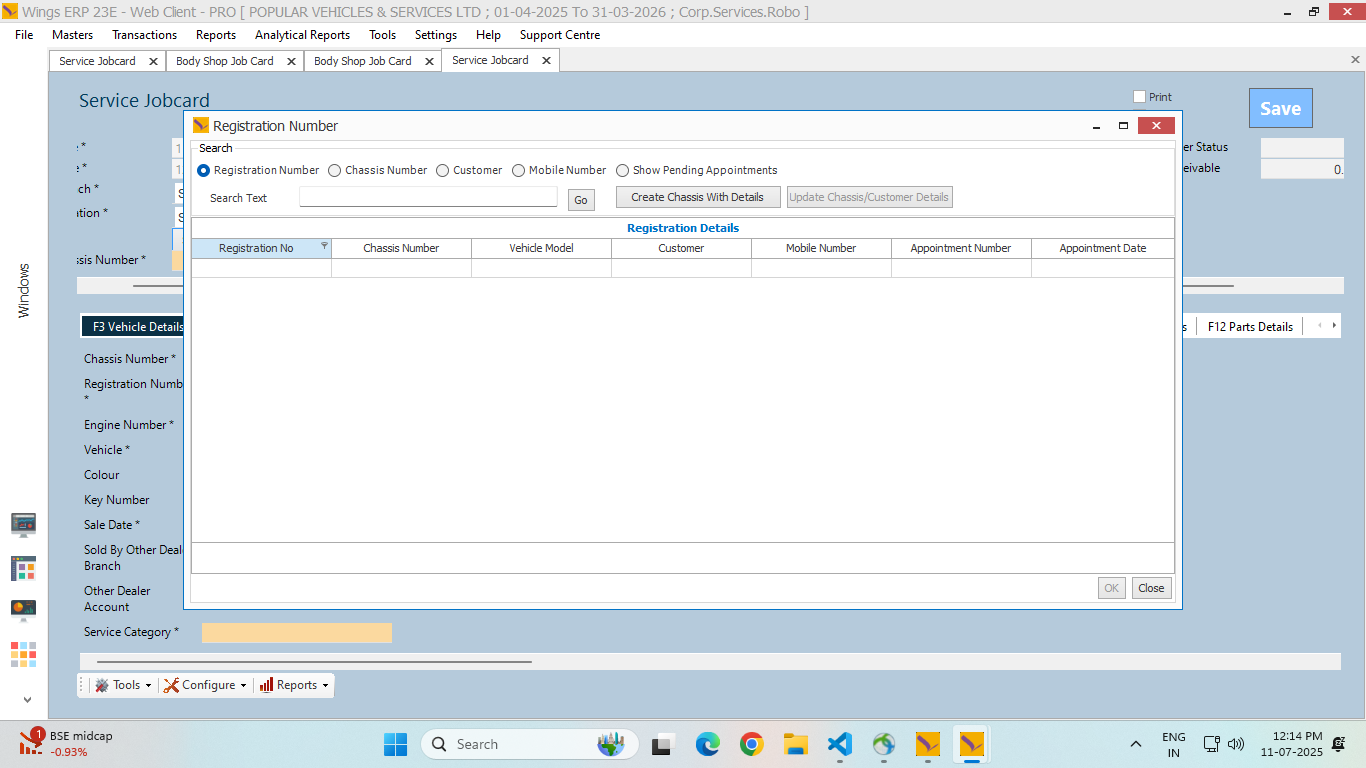 Wings ERP 23E - Web Client - PRO [ POPULAR VEHICLES & SERVICES LTD ; 01-04-2025 To 31-03-2026 ; Corp.Services.Robo ]
File Masters Transactions Reports Analytical Reports Tools Settings Help Support Centre
Service Jobcard Body Shop Job Card Body Shop Job Card Service Jobcard
Service Jobcard
Print
Save
Registration Number
Search
Registration Number Chassis Number Customer Mobile Number Show Pending Appointments
Search Text Go Create Chassis With Details Update Chassis/Customer Details
Registration Details
Registration No Chassis Number Vehicle Model Customer Mobile Number Appointment Number Appointment Date
OK Close
er Status
eivable 0.
ch *
ation *
ssis Number *
Windows
F3 Vehicle Details
s F12 Parts Details
Chassis Number *
Registration Numb
*
Engine Number *
Vehicle *
Colour
Key Number
Sale Date *
Sold By Other Deal
Branch
Other Dealer
Account
Service Category *
Tools Configure Reports
1 BSE midcap
-0.93%
Search
ENG
IN
12:14 PM
11-07-2025